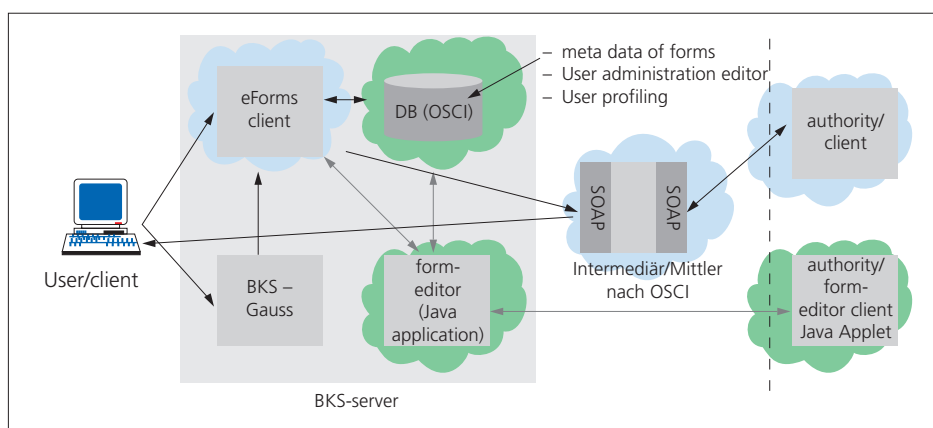 – meta data of forms
– User administration editor
– User profiling
eForms
client
DB (OSCI)
authority/
client
SOAP
SOAP
User/client
BKS –
Gauss
form-
editor
(Java
application)
Intermediär/Mittler
nach OSCI
authority/
form-
editor client
Java Applet
BKS-server